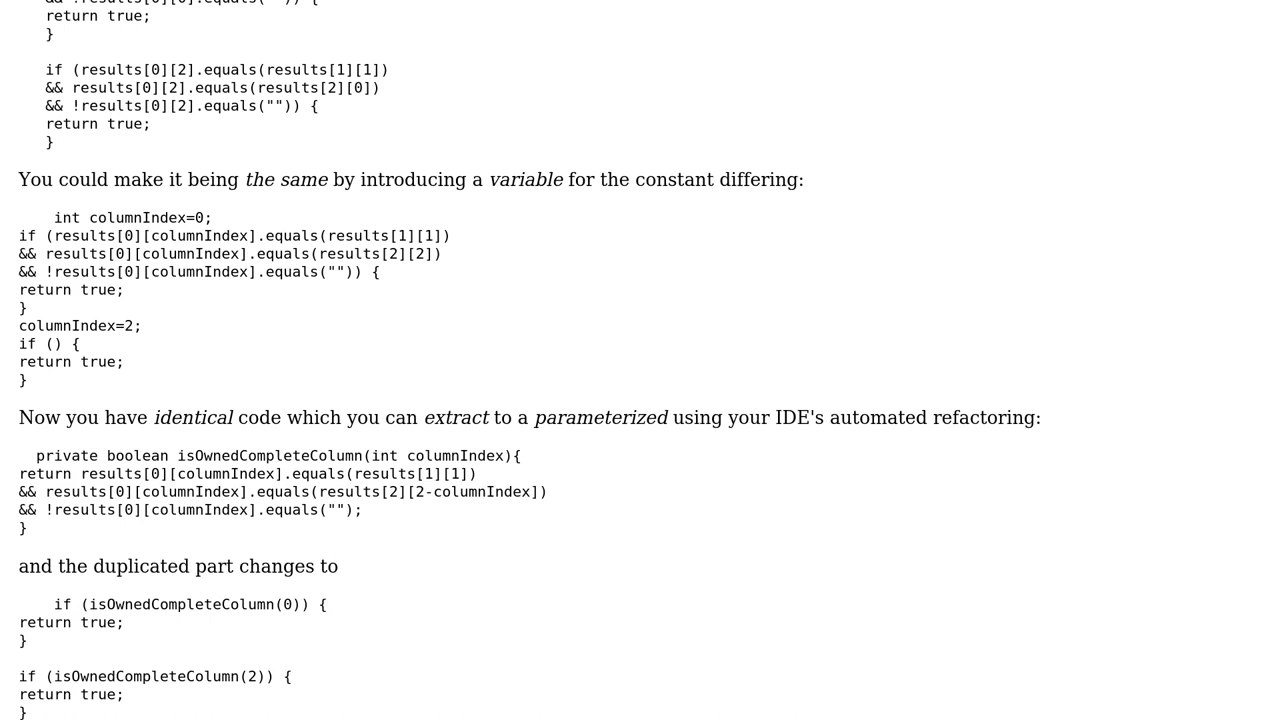 && !results[0][0].equals("")) {
return true;
}
if (results[0][2].equals(results[1][1])
&& results[0][2].equals(results[2][0])
&& !results[0][2].equals("")) {
return true;
}
You could make it being the same by introducing a variable for the constant differing:
int columnIndex=0;
if (results[0][columnIndex].equals(results[1][1])
&& results[0][columnIndex].equals(results[2][2])
&& !results[0][columnIndex].equals("")) {
return true;
}
columnIndex=2;
if () {
return true;
}
Now you have identical code which you can extract to a parameterized using your IDE's automated refactoring:
private boolean isOwnedCompleteColumn(int columnIndex){
return results[0][columnIndex].equals(results[1][1])
&& results[0][columnIndex].equals(results[2][2-columnIndex])
&& !results[0][columnIndex].equals("");
}
and the duplicated part changes to
if (isOwnedCompleteColumn(0)) {
return true;
}
if (isOwnedCompleteColumn(2)) {
return true;
}